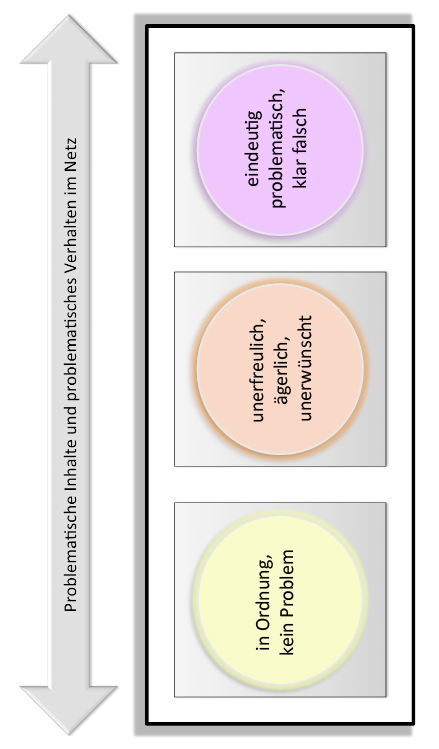 Problematische Inhalte und problematisches Verhalten im Netz
in Ordnung,
kein Problem
unerfreulich,
ägerlich,
unerwünscht
eindeutig
problematisch,
klar falsch